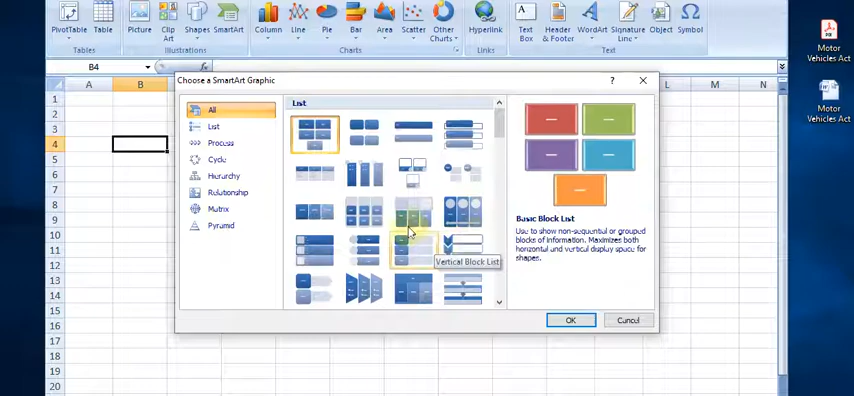 PivotTable Table Picture Clip Art Shapes SmartArt Column Line Pie Bar Area Scatter Other Charts Hyperlink Text Box Header & Footer WordArt Signature Line Object Symbol
Tables Illustrations Charts Links Text
B4 fx
A B L M N
1
2
3
4
5
6
7
8
9
10
11
12
13
14
15
16
17
18
19
20
Choose a SmartArt Graphic ?
All
List
Process
Cycle
Hierarchy
Relationship
Matrix
Pyramid
List
Vertical Block List
Basic Block List
Use to show non-sequential or grouped
blocks of information. Maximizes both
horizontal and vertical display space for
shapes.
OK Cancel
Motor
Vehicles Act
Motor
Vehicles Act